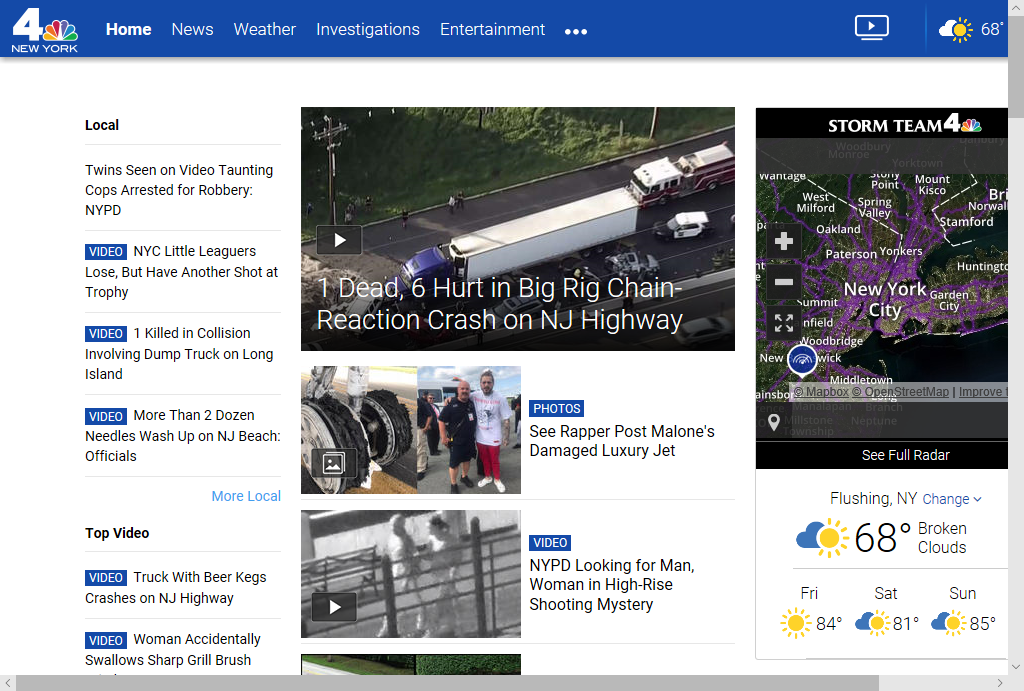 4
NEW YORK
Home
News
Weather
Investigations
Entertainment
68°
Local
Twins Seen on Video Taunting
Cops Arrested for Robbery:
NYPD
VIDEO NYC Little Leaguers
Lose, But Have Another Shot at
Trophy
VIDEO 1 Killed in Collision
Involving Dump Truck on Long
Island
VIDEO More Than 2 Dozen
Needles Wash Up on NJ Beach:
Officials
More Local
Top Video
VIDEO Truck With Beer Kegs
Crashes on NJ Highway
VIDEO Woman Accidentally
Swallows Sharp Grill Brush
1 Dead, 6 Hurt in Big Rig Chain-
Reaction Crash on NJ Highway
PHOTOS
See Rapper Post Malone's
Damaged Luxury Jet
VIDEO
NYPD Looking for Man,
Woman in High-Rise
Shooting Mystery
STORM TEAM 4
Woodbury
Monroe
Yorktown
Danbury
Wantage
Stony
Point
Mount
Kisco
West
Milford
Spring
Valley
Norwal
Stamford
Oakland
Paterson
Yonkers
Huntingto
New York
City
Garden
City
Summit
Woodbridge
New
wick
Middletown
© Mapbox © OpenStreetMap | Improve
Manalapan
Long
Branch
Millstone
Township
Neptune
See Full Radar
Flushing, NY Change
68° Broken
Clouds
Fri
Sat
Sun
84°
81°
85°